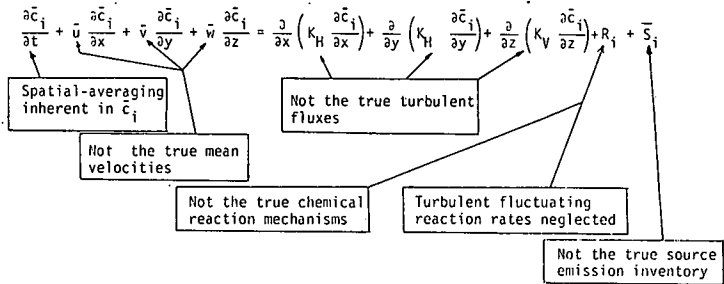 ∂c̄ᵢ/∂t + ū ∂c̄ᵢ/∂x + v̄ ∂c̄ᵢ/∂y + w̄ ∂c̄ᵢ/∂z = ∂/∂x (K_H ∂c̄ᵢ/∂x) + ∂/∂y (K_H ∂c̄ᵢ/∂y) + ∂/∂z (K_V ∂c̄ᵢ/∂z) + Rᵢ + S̄ᵢ
Spatial-averaging
inherent in c̄ᵢ
Not the true turbulent
fluxes
Not the true mean
velocities
Not the true chemical
reaction mechanisms
Turbulent fluctuating
reaction rates neglected
Not the true source
emission inventory